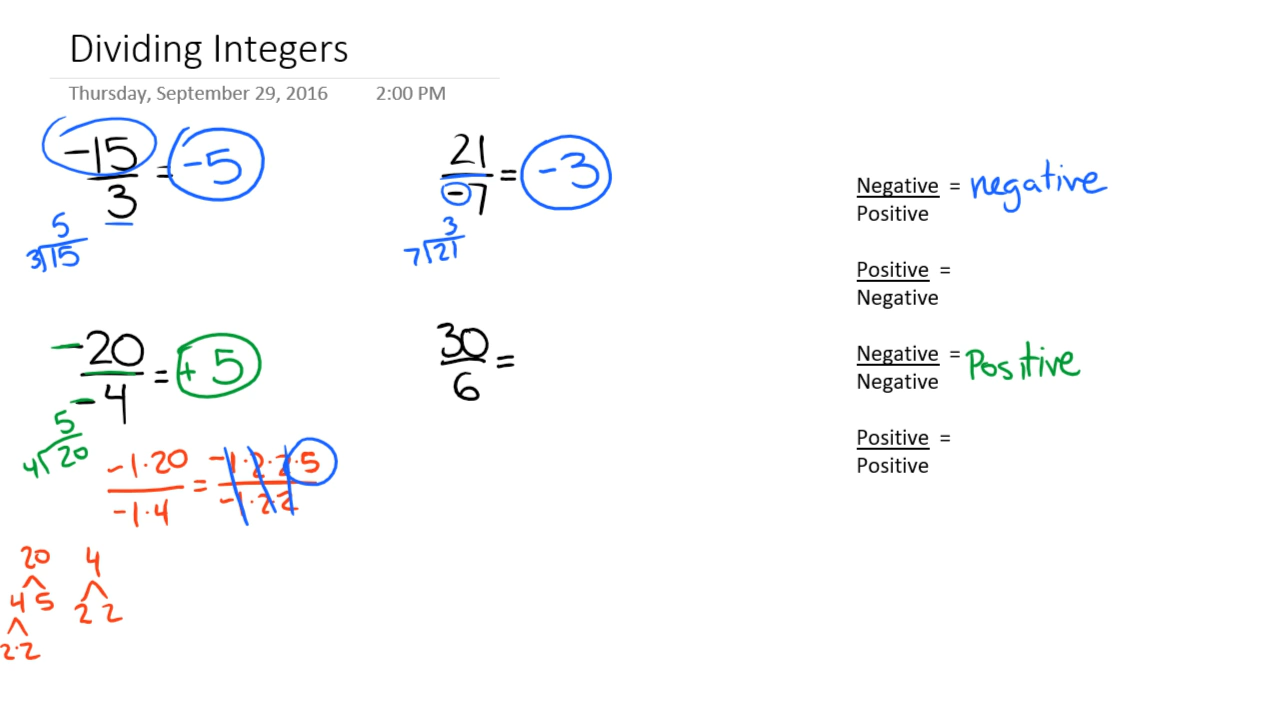 Dividing Integers
Thursday, September 29, 2016 2:00 PM
-15
3
= -5
5
3 15
21
-7
= -3
3
7 21
-20
-4
= +5
5
4 20
30
6
=
-1·20
-1·4
=
-1·2·2·5
-1·2·2
20 4
4 5 2 2
2·2
Negative = negative
Positive
Positive =
Negative
Negative = Positive
Negative
Positive =
Positive